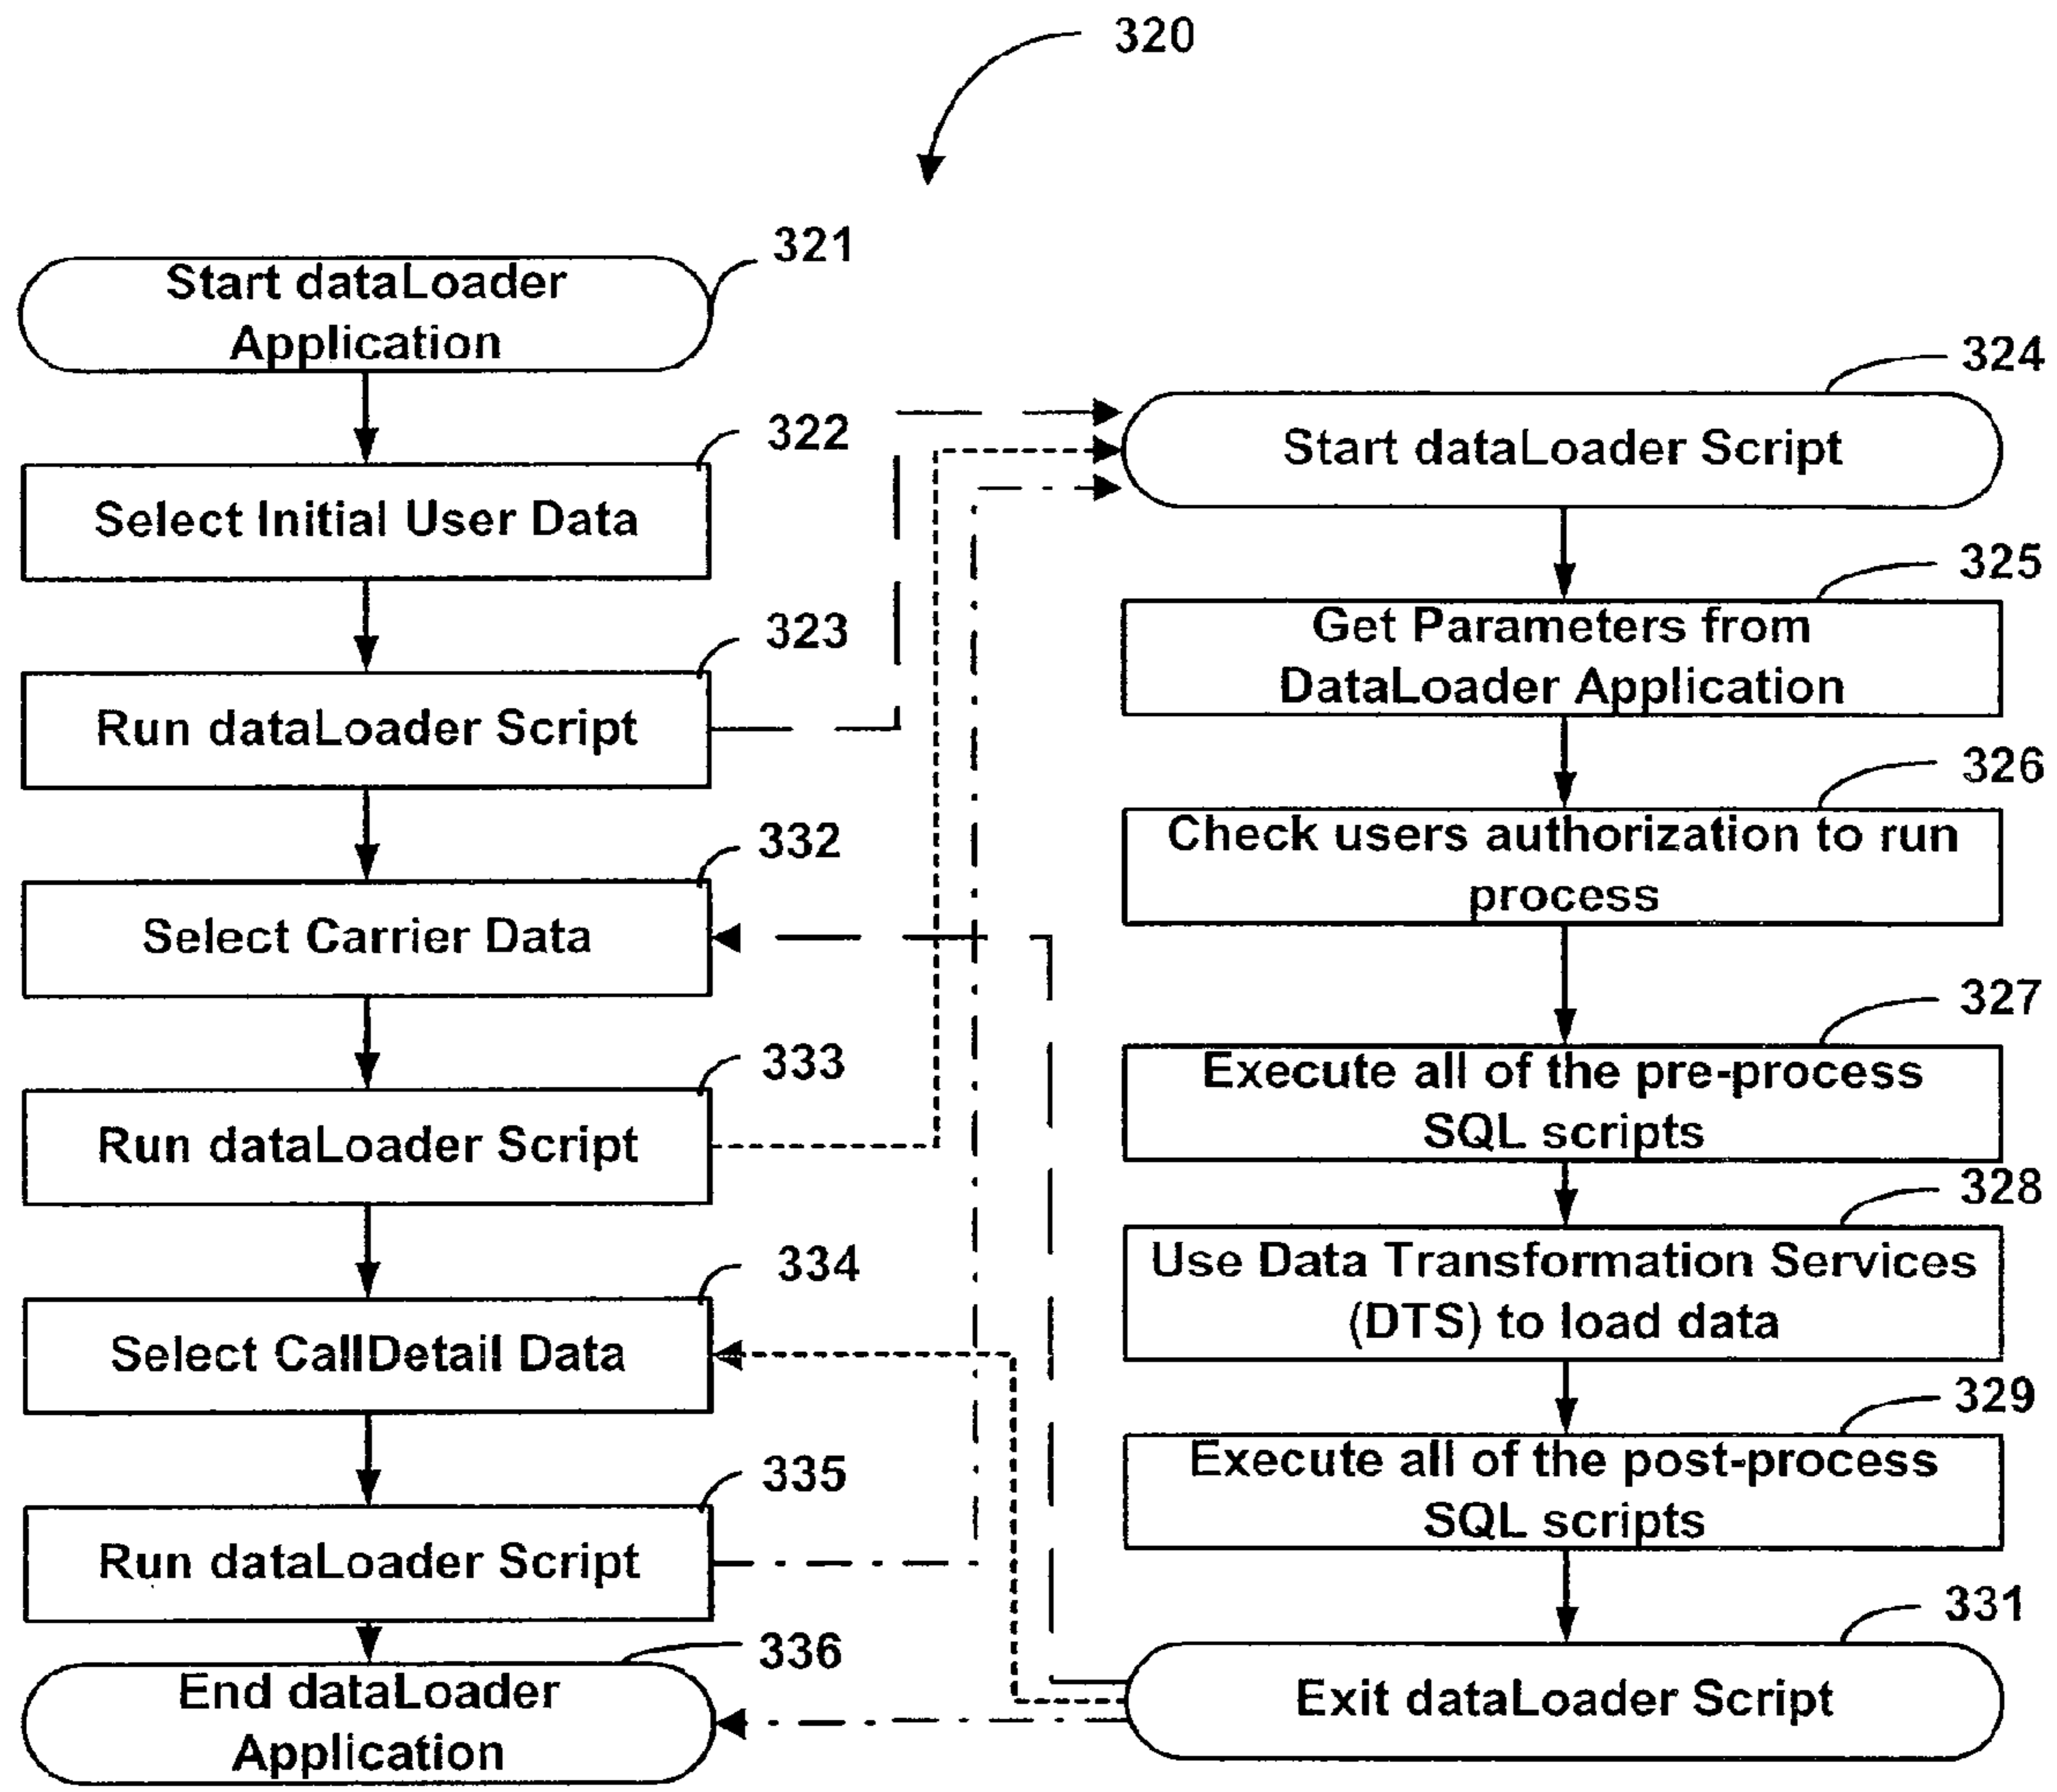 320
321
Start dataLoader
Application
322
Select Initial User Data
323
Run dataLoader Script
332
Select Carrier Data
333
Run dataLoader Script
334
Select CallDetail Data
335
Run dataLoader Script
336
End dataLoader
Application
324
Start dataLoader Script
325
Get Parameters from
DataLoader Application
326
Check users authorization to run
process
327
Execute all of the pre-process
SQL scripts
328
Use Data Transformation Services
(DTS) to load data
329
Execute all of the post-process
SQL scripts
331
Exit dataLoader Script